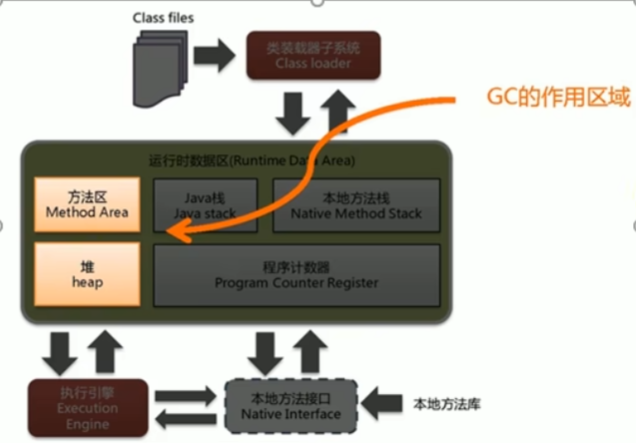 Class files
类装载器子系统
Class loader
GC的作用区域
运行时数据区(Runtime Data Area)
方法区
Method Area
Java栈
Java stack
本地方法栈
Native Method Stack
堆
heap
程序计数器
Program Counter Register
执行引擎
Execution
Engine
本地方法接口
Native Interface
本地方法库